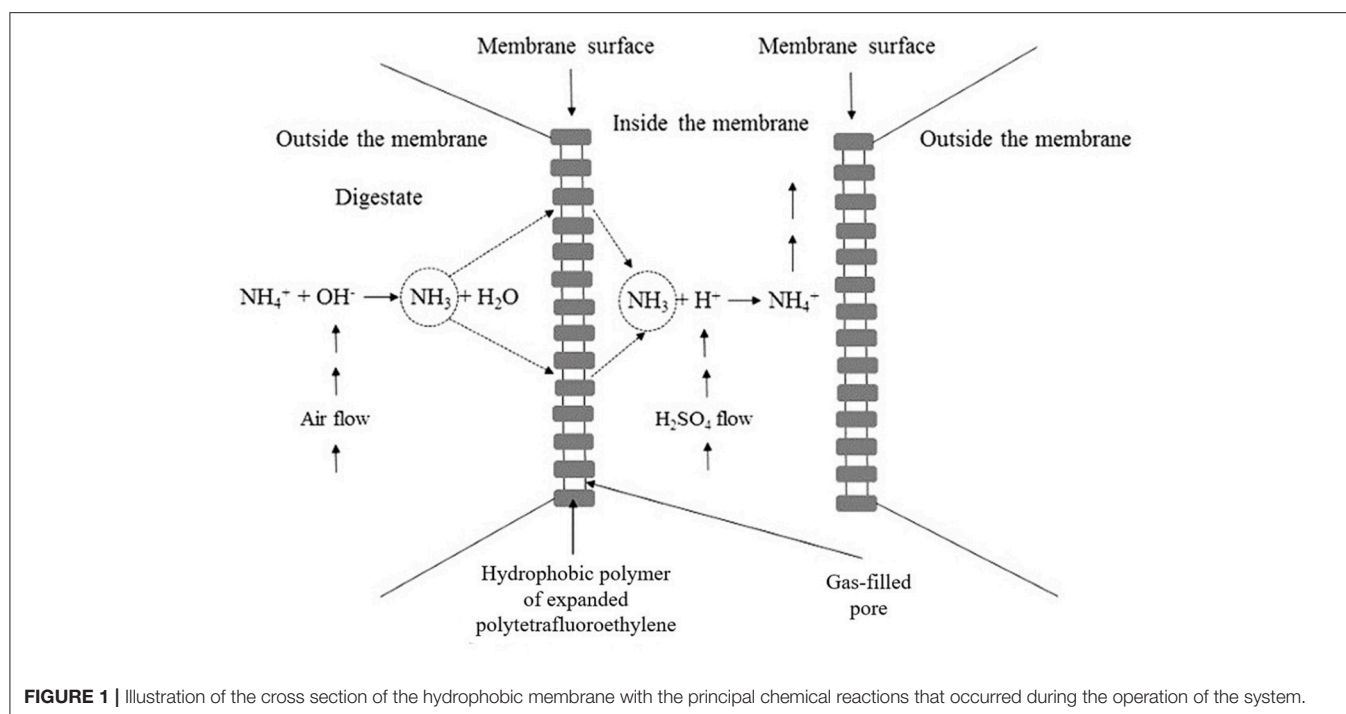 Membrane surface
Membrane surface
Outside the membrane
Inside the membrane
Outside the membrane
Digestate
NH₄⁺ + OH⁻ → NH₃ + H₂O
NH₃ + H⁺ → NH₄⁺
Air flow
H₂SO₄ flow
Hydrophobic polymer
of expanded
polytetrafluoroethylene
Gas-filled
pore
FIGURE 1 | Illustration of the cross section of the hydrophobic membrane with the principal chemical reactions that occurred during the operation of the system.